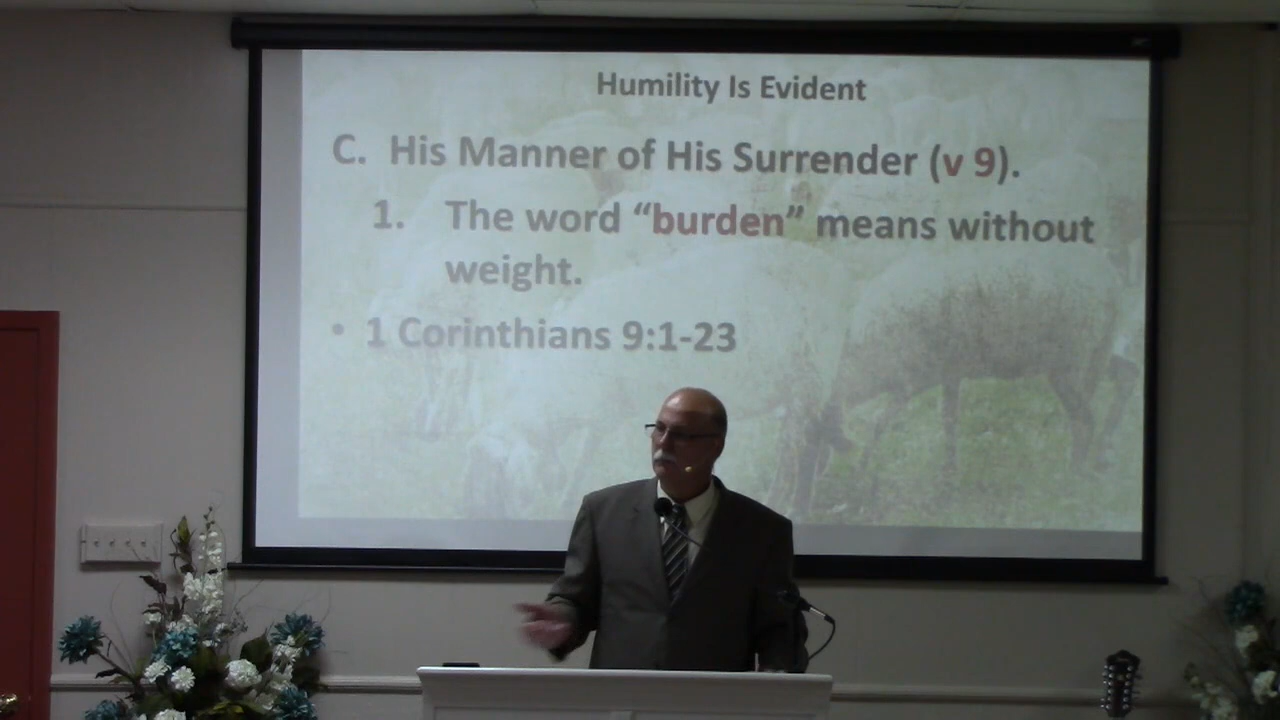 Humility Is Evident
C. His Manner of His Surrender (v 9).
1. The word “burden” means without
weight.
• 1 Corinthians 9:1-23